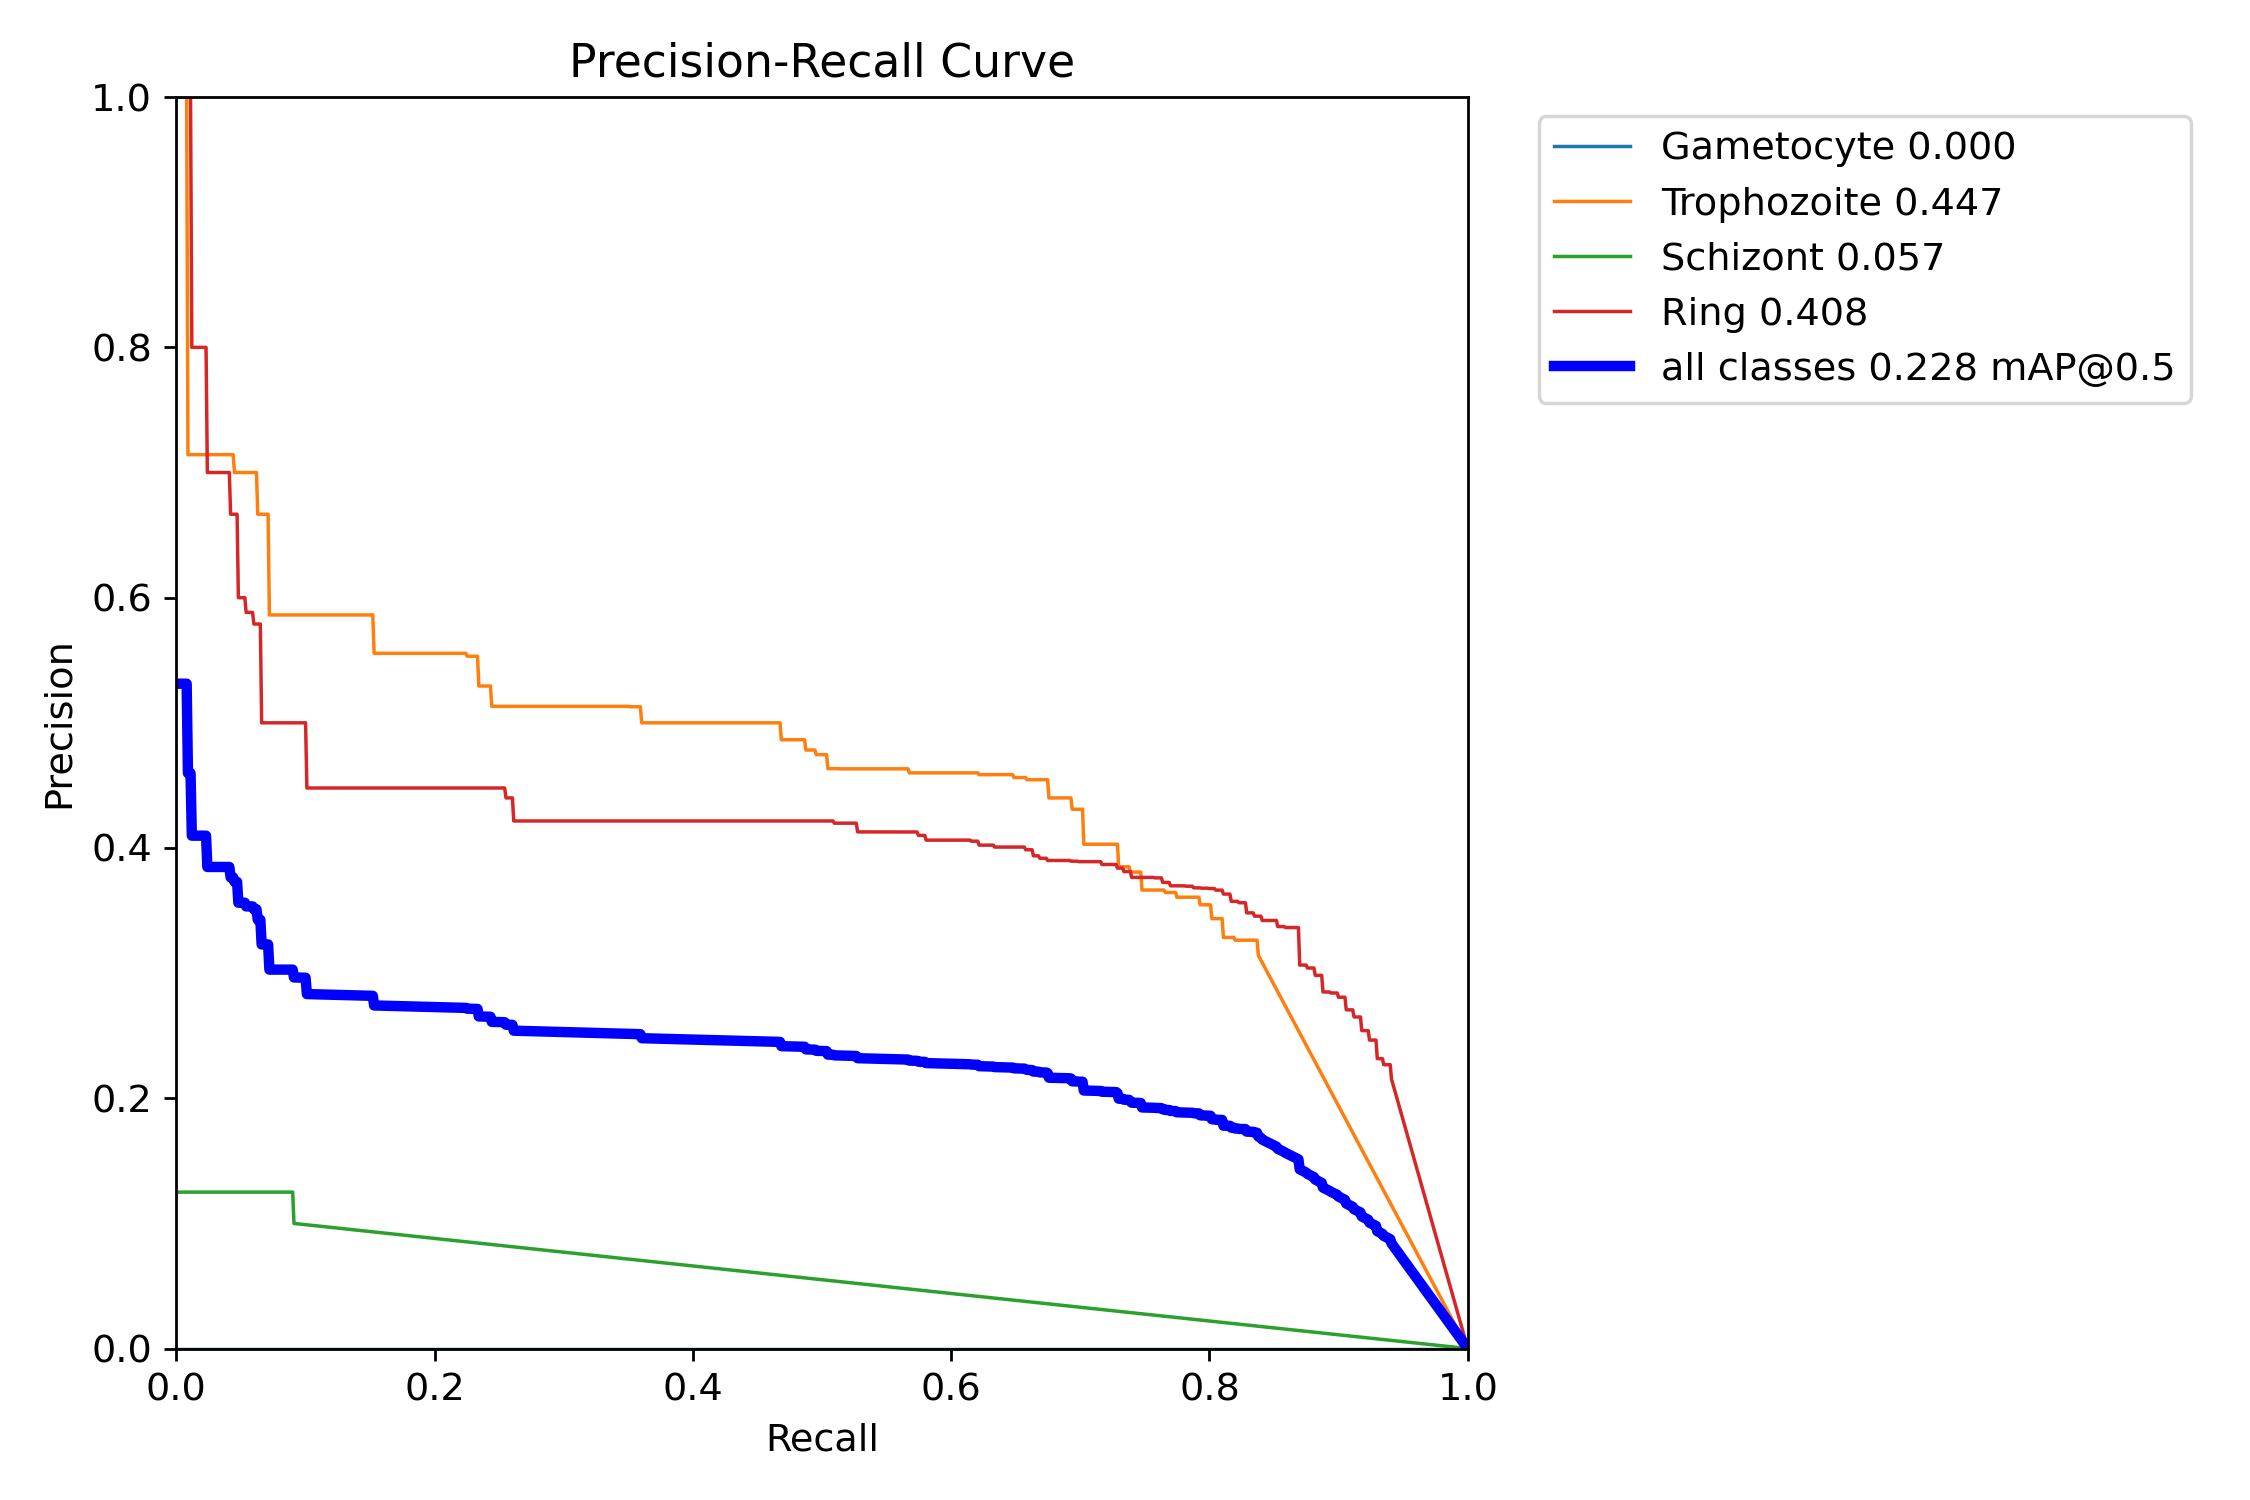 Precision-Recall Curve
1.0
0.8
0.6
0.4
0.2
0.0
Precision
0.0 0.2 0.4 0.6 0.8 1.0
Recall
Gametocyte 0.000
Trophozoite 0.447
Schizont 0.057
Ring 0.408
all classes 0.228 mAP@0.5